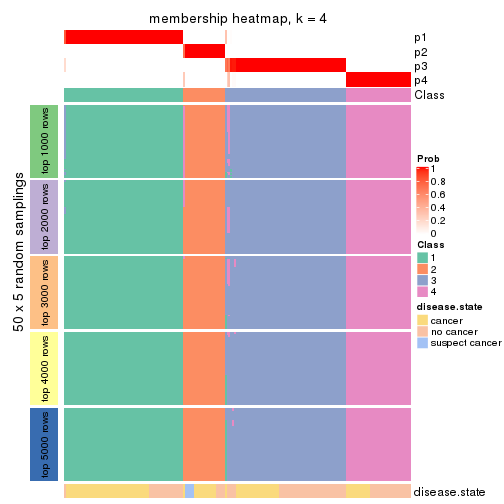 membership heatmap, k = 4
p1
p2
p3
p4
Class
50 x 5 random samplings
top 1000 rows
top 2000 rows
top 3000 rows
top 4000 rows
top 5000 rows
Prob
1
0.8
0.6
0.4
0.2
0
Class
1
2
3
4
disease.state
cancer
no cancer
suspect cancer
disease.state